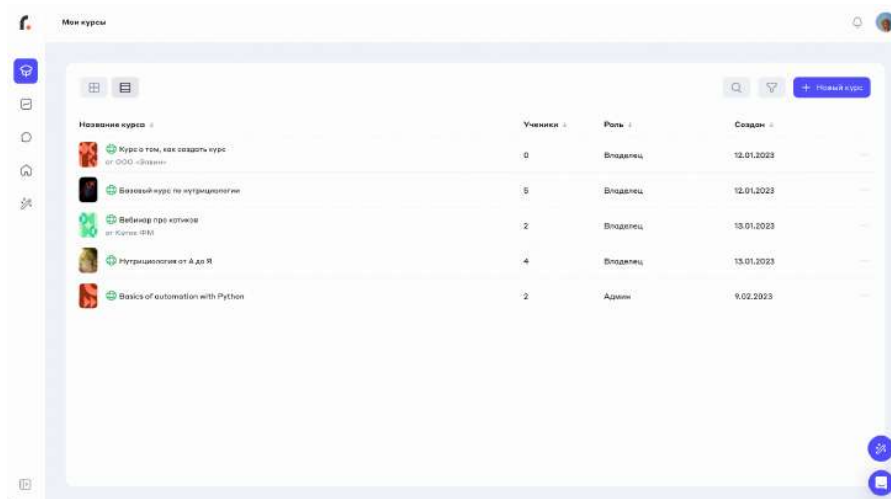 Мои курсы
+ Новый курс
Название курса ↓ Ученики ↓ Роль ↓ Создан ↓
Курс о том, как создать курс 0 Владелец 12.01.2023 ...
от ООО
Базовый курс по нутрициологии 5 Владелец 12.01.2023 ...
Вебинар про котиков 2 Владелец 13.01.2023 ...
от Котик ФМ
Нутрициология от А до Я 4 Владелец 13.01.2023 ...
Basics of automation with Python 2 Админ 9.02.2023 ...